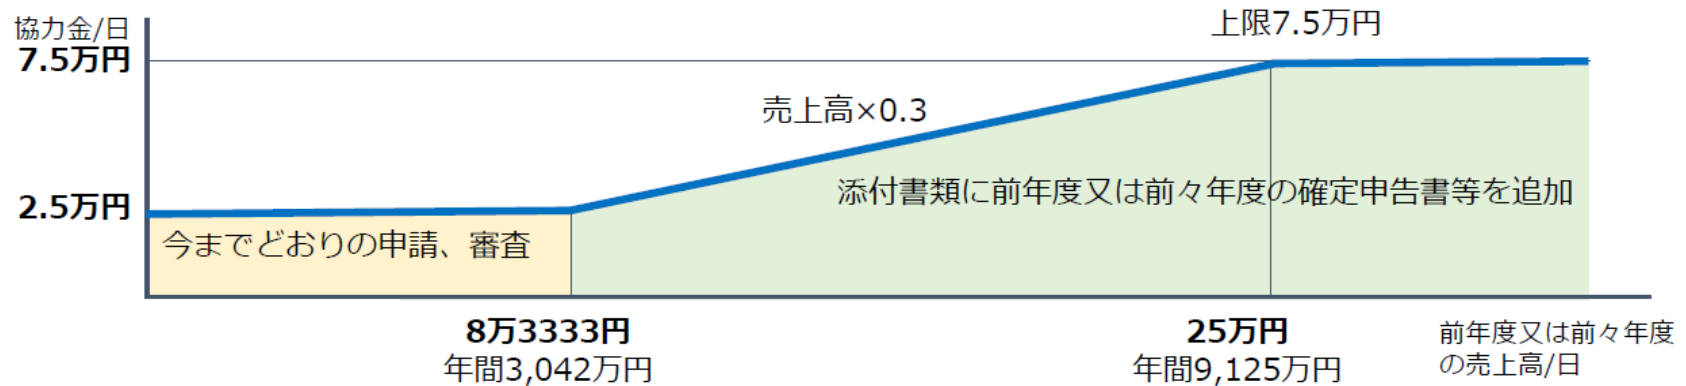 協力金/日
7.5万円
上限7.5万円
売上高×0.3
添付書類に前年度又は前々年度の確定申告書等を追加
2.5万円
今までどおりの申請、審査
8万3333円
年間3,042万円
25万円
年間9,125万円
前年度又は前々年度
の売上高/日